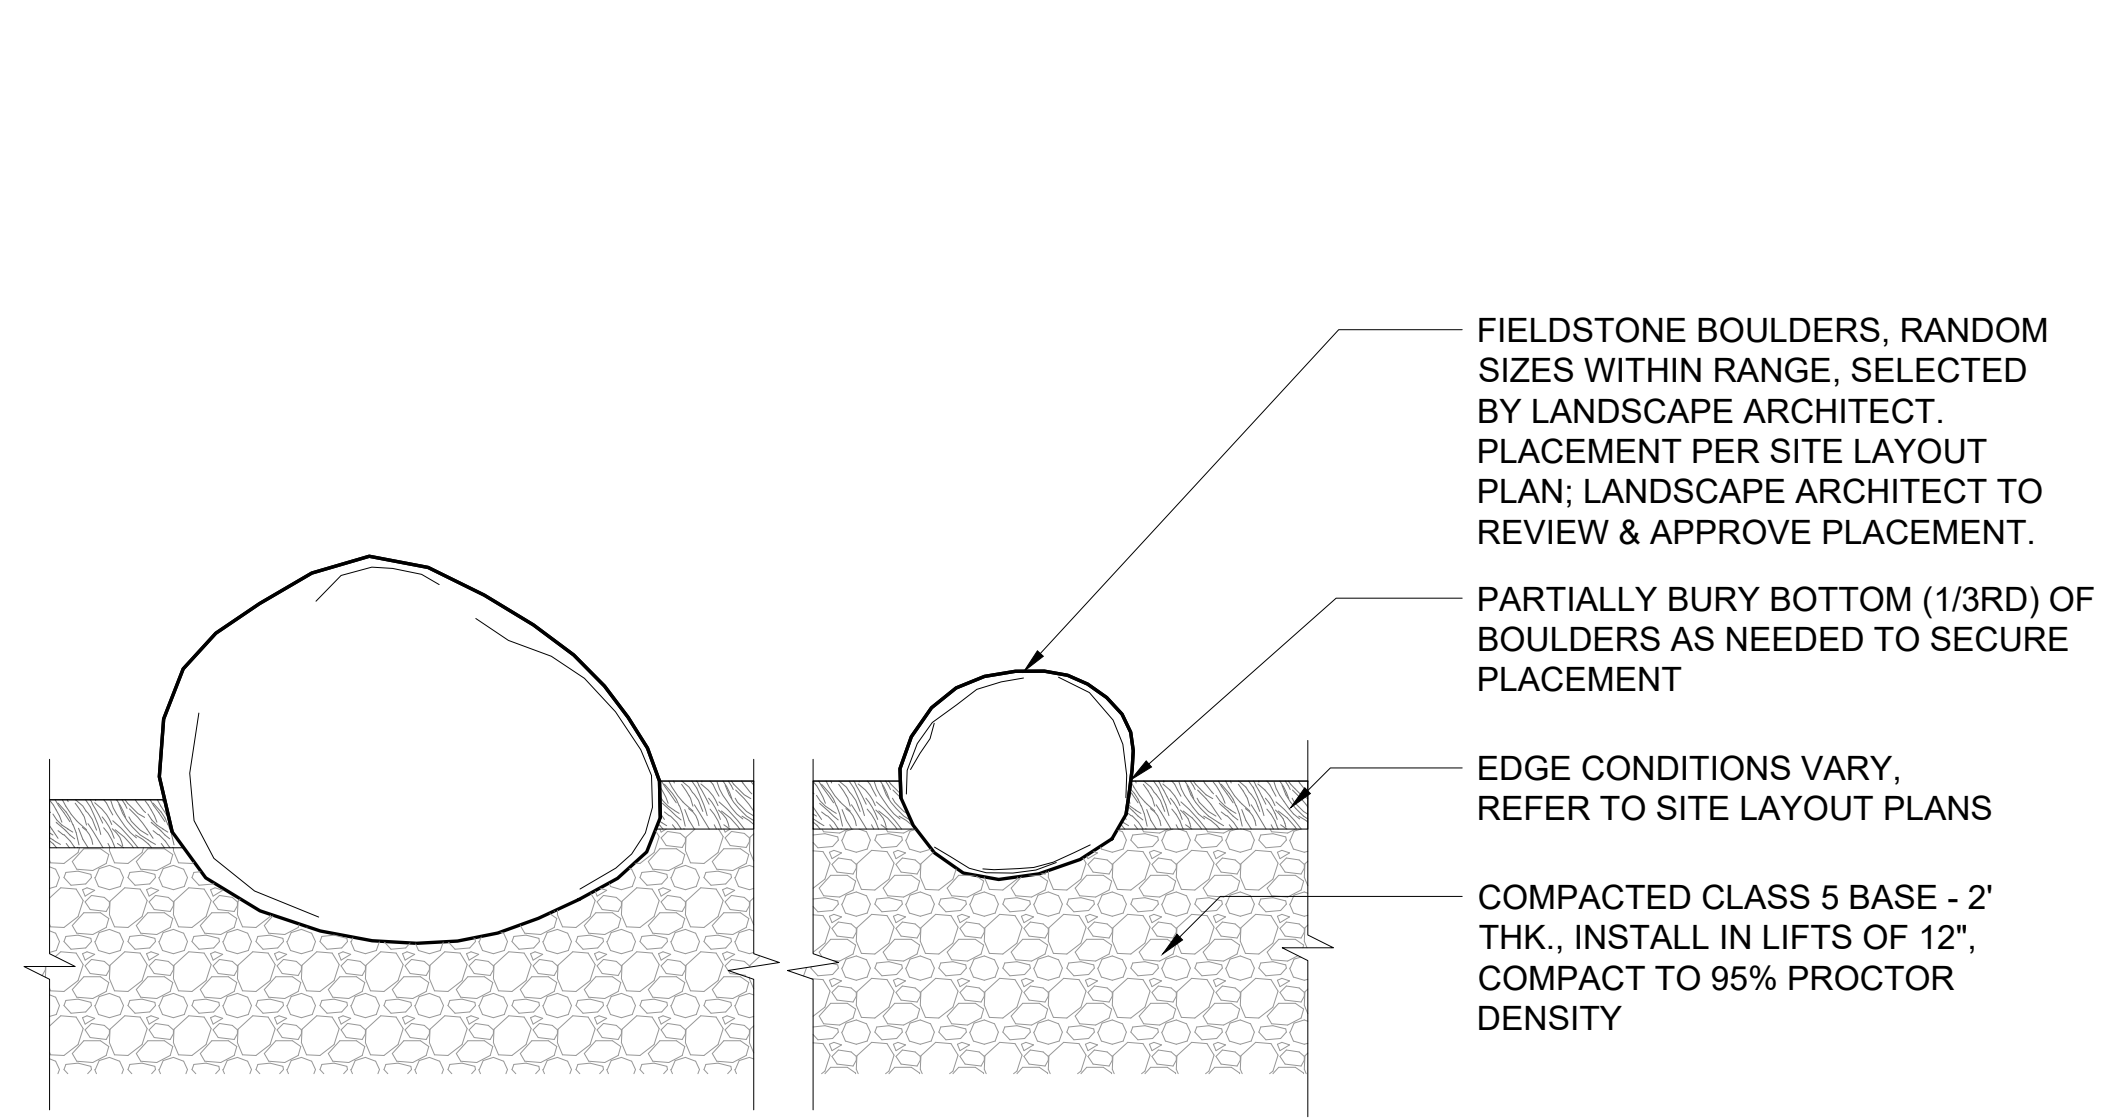 FIELDSTONE BOULDERS, RANDOM
SIZES WITHIN RANGE, SELECTED
BY LANDSCAPE ARCHITECT.
PLACEMENT PER SITE LAYOUT
PLAN; LANDSCAPE ARCHITECT TO
REVIEW & APPROVE PLACEMENT.
PARTIALLY BURY BOTTOM (1/3RD) OF
BOULDERS AS NEEDED TO SECURE
PLACEMENT
EDGE CONDITIONS VARY,
REFER TO SITE LAYOUT PLANS
COMPACTED CLASS 5 BASE - 2'
THK., INSTALL IN LIFTS OF 12",
COMPACT TO 95% PROCTOR
DENSITY